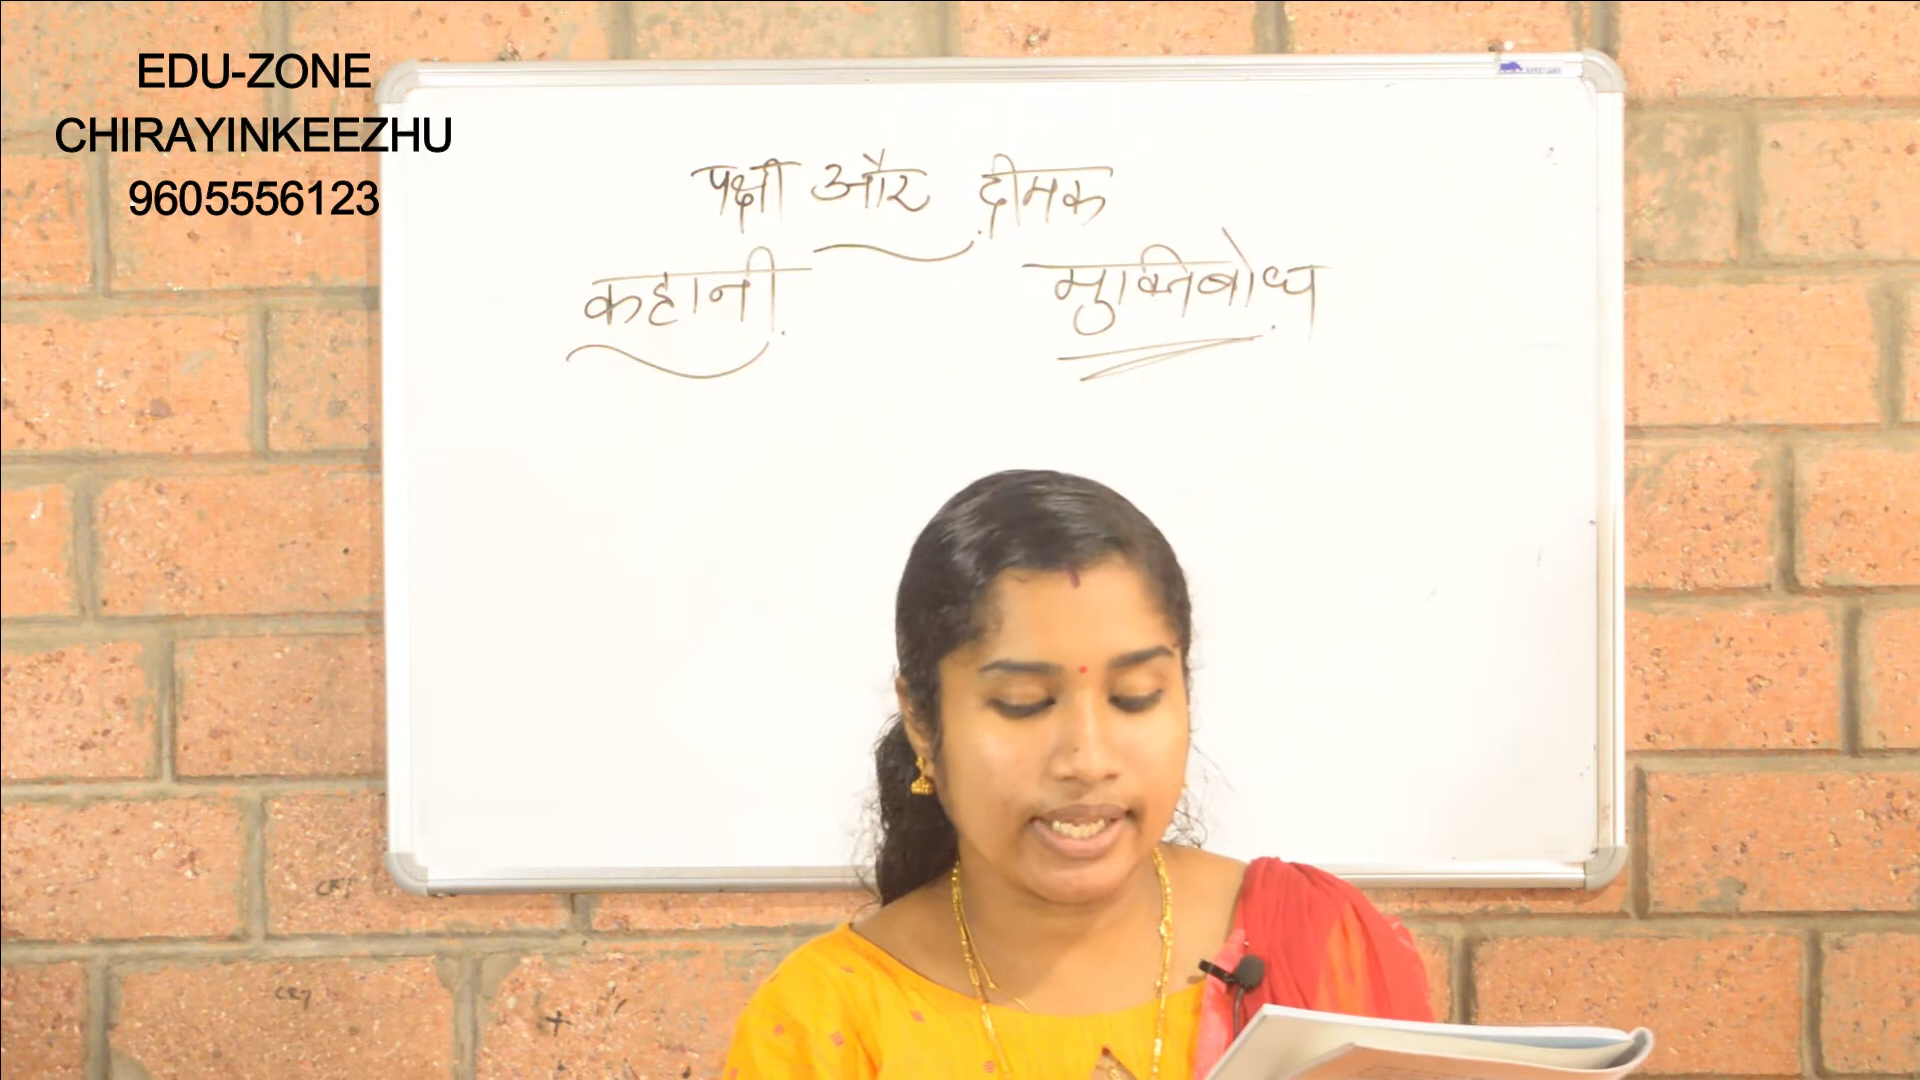 EDU-ZONE
CHIRAYINKEEZHU
9605556123
पक्षी और दीमक
कहानी
मुक्तिबोध